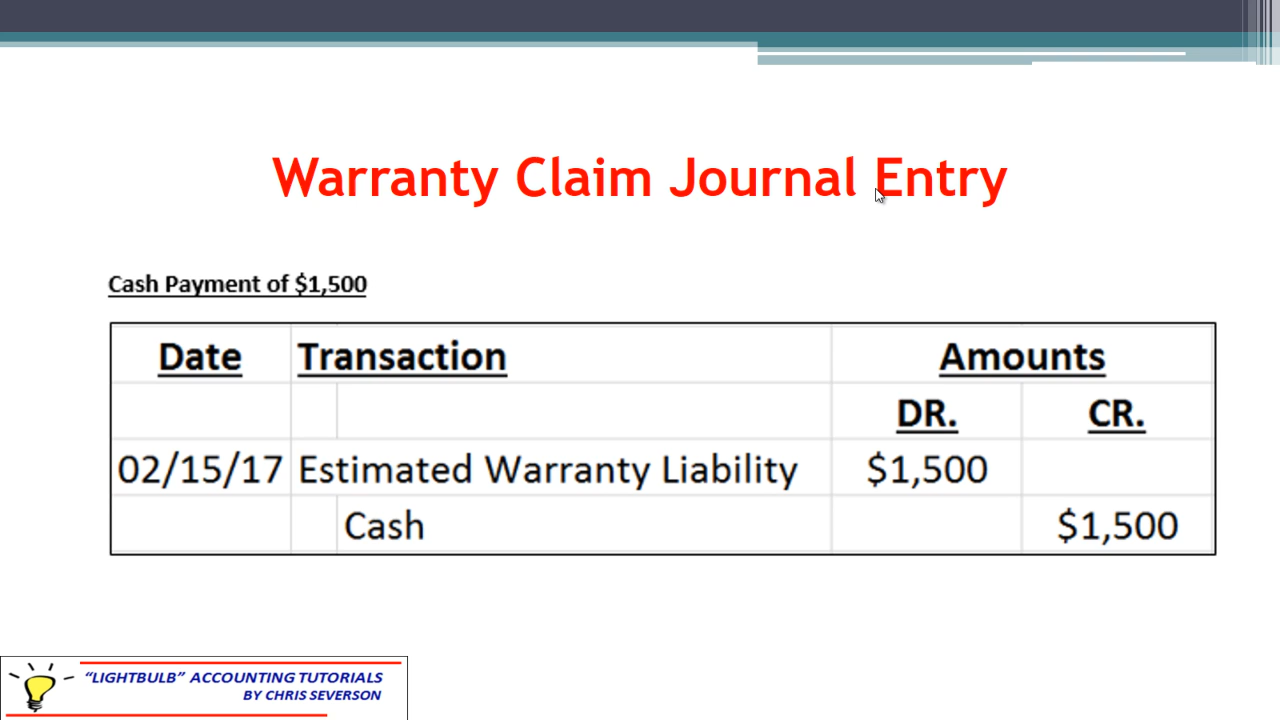 Warranty Claim Journal Entry
Cash Payment of $1,500
Date Transaction Amounts
DR. CR.
02/15/17 Estimated Warranty Liability $1,500
Cash $1,500
“LIGHTBULB” ACCOUNTING TUTORIALS
BY CHRIS SEVERSON